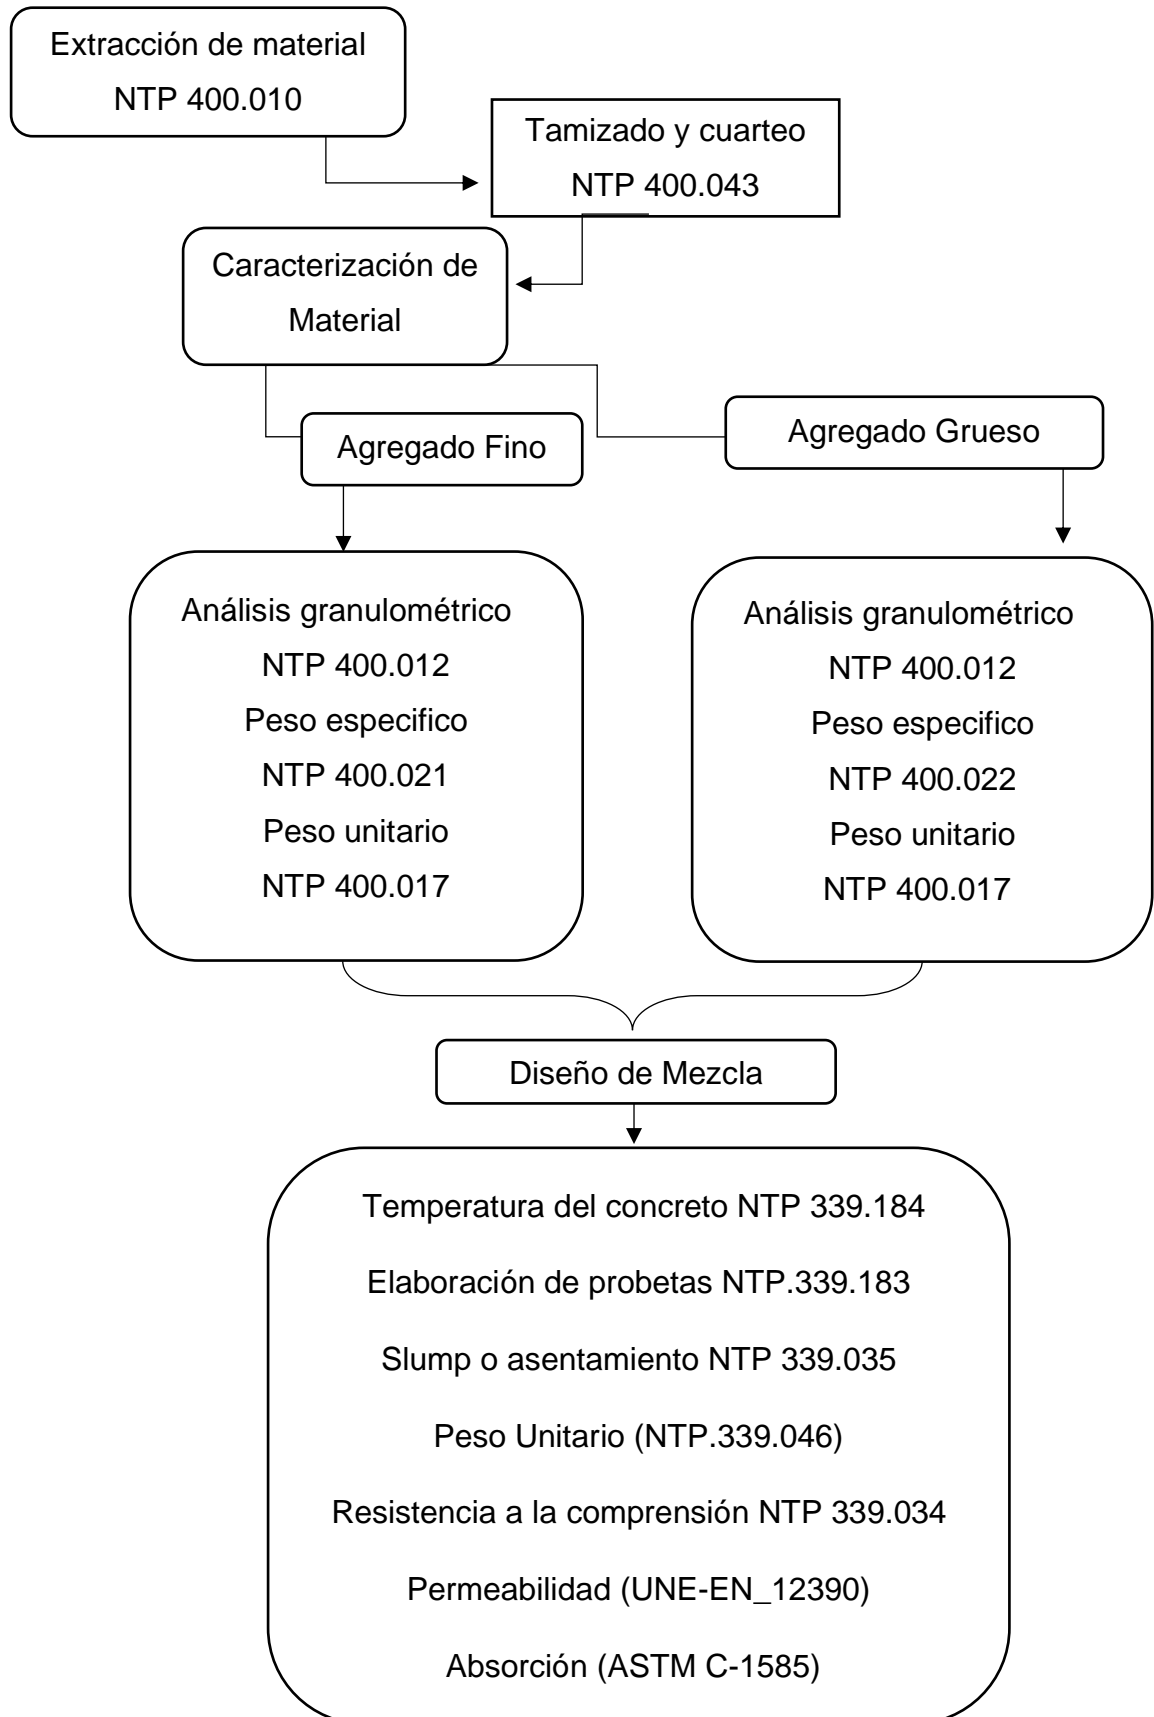 Extracción de material
NTP 400.010
Tamizado y cuarteo
NTP 400.043
Caracterización de
Material
Agregado Fino
Agregado Grueso
Análisis granulométrico
NTP 400.012
Peso especifico
NTP 400.021
Peso unitario
NTP 400.017
Análisis granulométrico
NTP 400.012
Peso especifico
NTP 400.022
Peso unitario
NTP 400.017
Diseño de Mezcla
Temperatura del concreto NTP 339.184
Elaboración de probetas NTP.339.183
Slump o asentamiento NTP 339.035
Peso Unitario (NTP.339.046)
Resistencia a la comprensión NTP 339.034
Permeabilidad (UNE-EN_12390)
Absorción (ASTM C-1585)